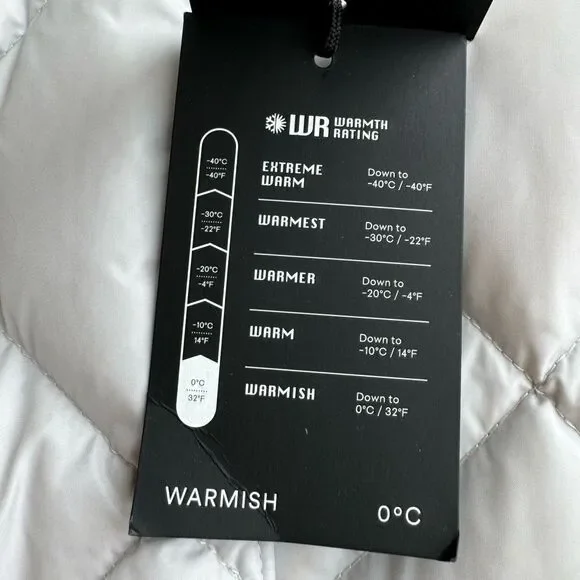 WR WARMTH
RATING
-40°C
-40°F
-30°C
-22°F
-20°C
-4°F
-10°C
14°F
0°C
32°F
EXTREME
WARM
Down to
-40°C / -40°F
WARMEST
Down to
-30°C / -22°F
WARMER
Down to
-20°C / -4°F
WARM
Down to
-10°C / 14°F
WARMISH
Down to
0°C / 32°F
WARMISH 0°C